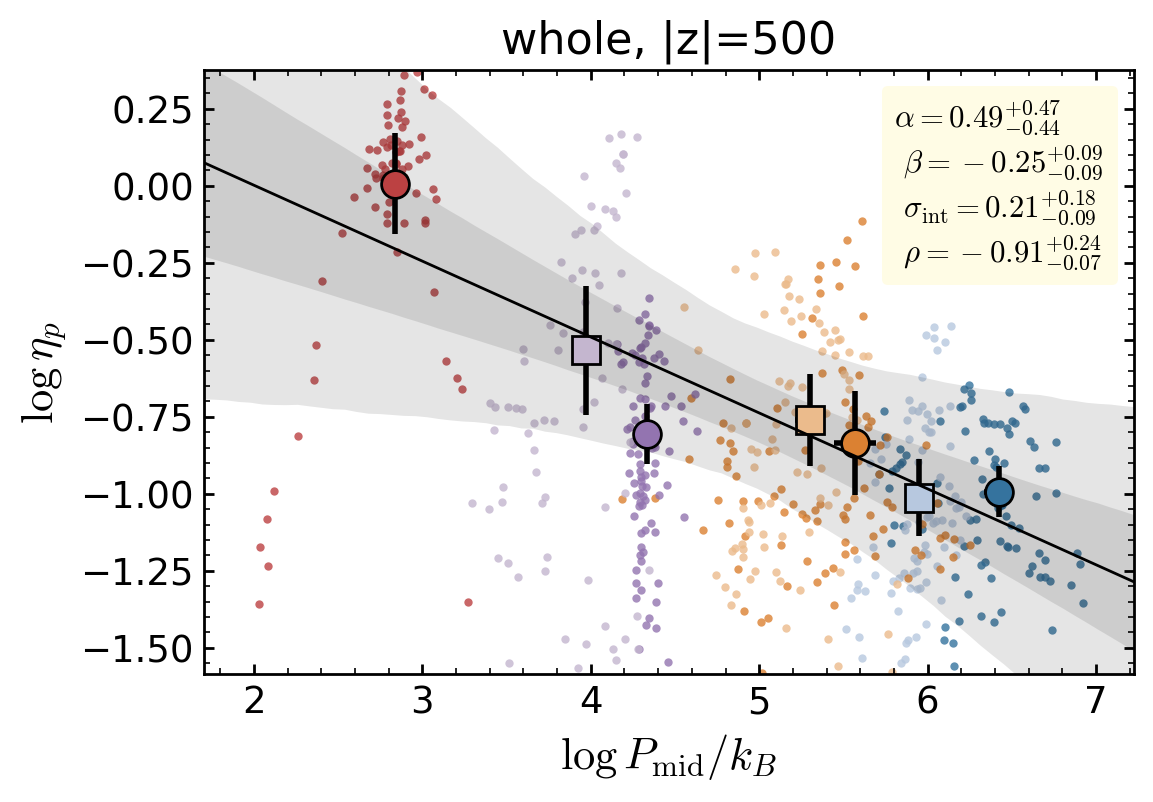 whole, |z|=500
α = 0.49^{+0.47}_{−0.44}
β = −0.25^{+0.09}_{−0.09}
σ_int = 0.21^{+0.18}_{−0.09}
ρ = −0.91^{+0.24}_{−0.07}
0.25
0.00
−0.25
−0.50
−0.75
−1.00
−1.25
−1.50
log η_p
2 3 4 5 6 7
log P_mid/k_B